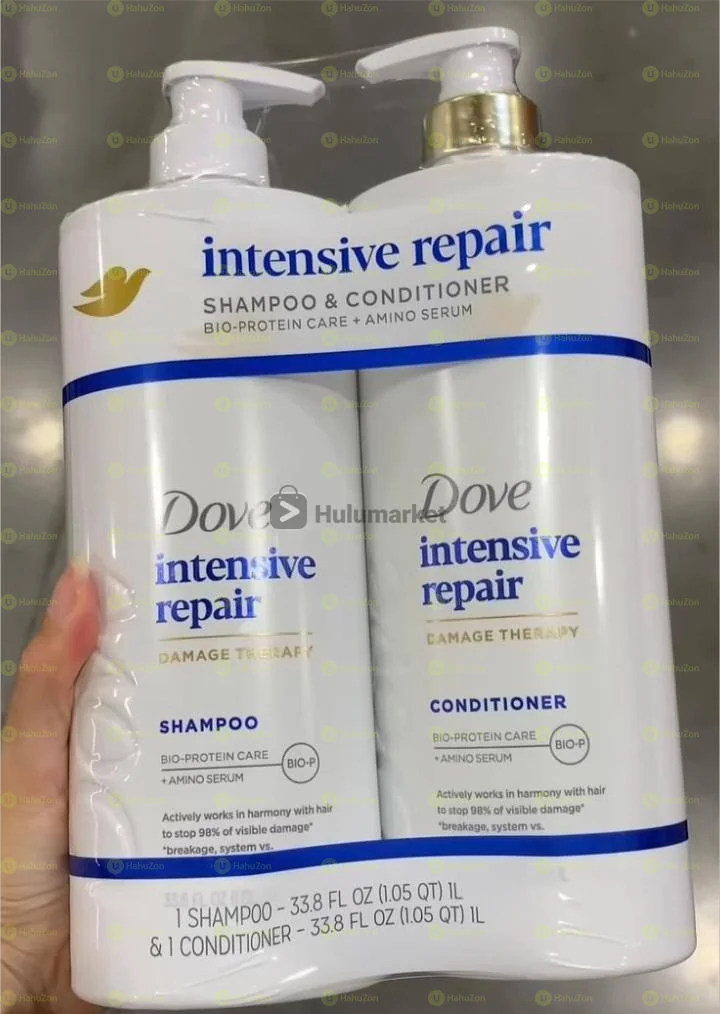 intensive repair
SHAMPOO & CONDITIONER
BIO-PROTEIN CARE + AMINO SERUM
Dove
intensive
repair
DAMAGE THERAPY
SHAMPOO
BIO-PROTEIN CARE
+ AMINO SERUM
BIO-P
Actively works in harmony with hair
to stop 98% of visible damage*
*breakage, system vs.
Dove
intensive
repair
DAMAGE THERAPY
CONDITIONER
BIO-PROTEIN CARE
+ AMINO SERUM
BIO-P
Actively works in harmony with hair
to stop 98% of visible damage*
*breakage, system vs.
1 SHAMPOO – 33.8 FL OZ (1.05 QT) 1L
& 1 CONDITIONER – 33.8 FL OZ (1.05 QT) 1L
Hulumarket
HahuZon